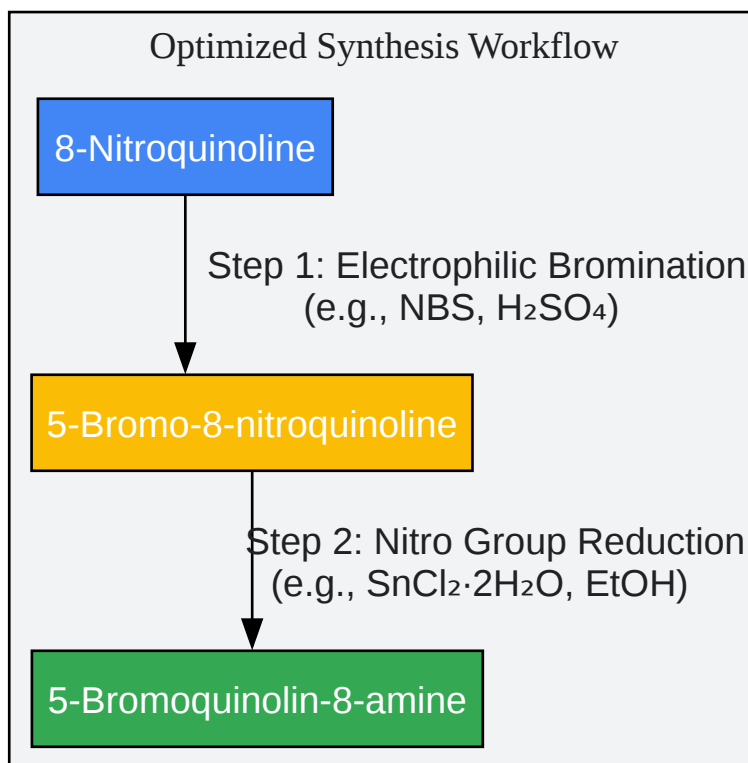 Optimized Synthesis Workflow
8-Nitroquinoline
Step 1: Electrophilic Bromination
(e.g., NBS, H₂SO₄)
5-Bromo-8-nitroquinoline
Step 2: Nitro Group Reduction
(e.g., SnCl₂·2H₂O, EtOH)
5-Bromoquinolin-8-amine